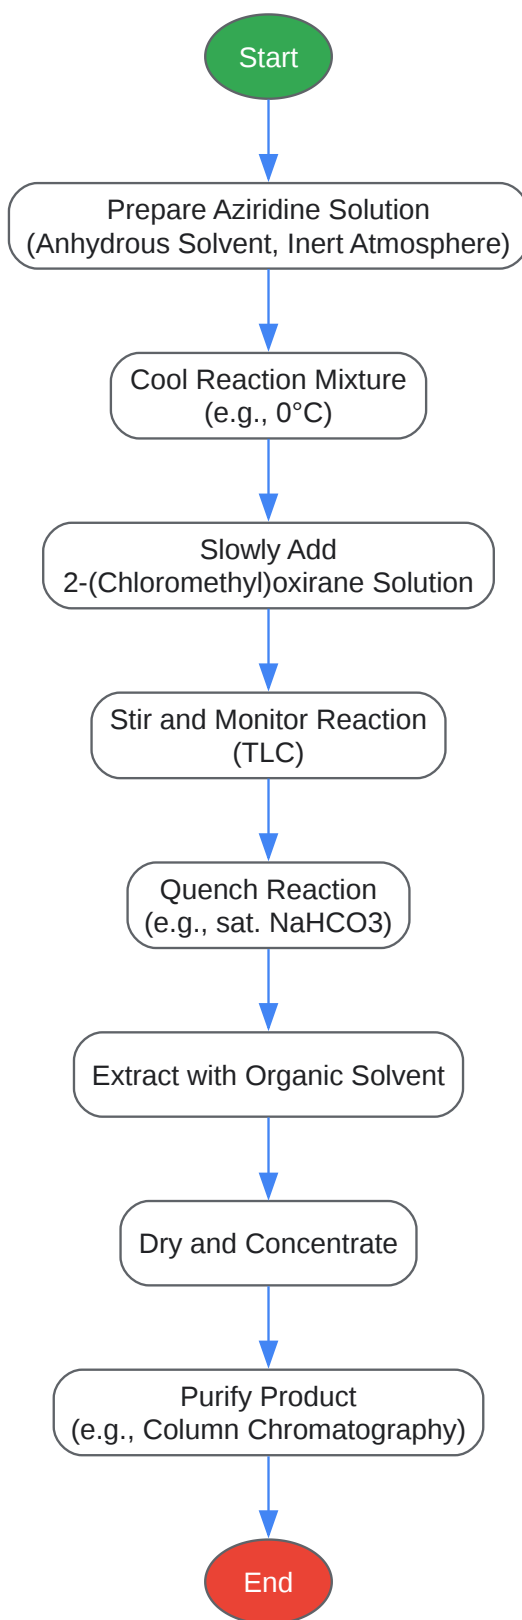 Start
Prepare Aziridine Solution
(Anhydrous Solvent, Inert Atmosphere)
Cool Reaction Mixture
(e.g., 0°C)
Slowly Add
2-(Chloromethyl)oxirane Solution
Stir and Monitor Reaction
(TLC)
Quench Reaction
(e.g., sat. NaHCO3)
Extract with Organic Solvent
Dry and Concentrate
Purify Product
(e.g., Column Chromatography)
End